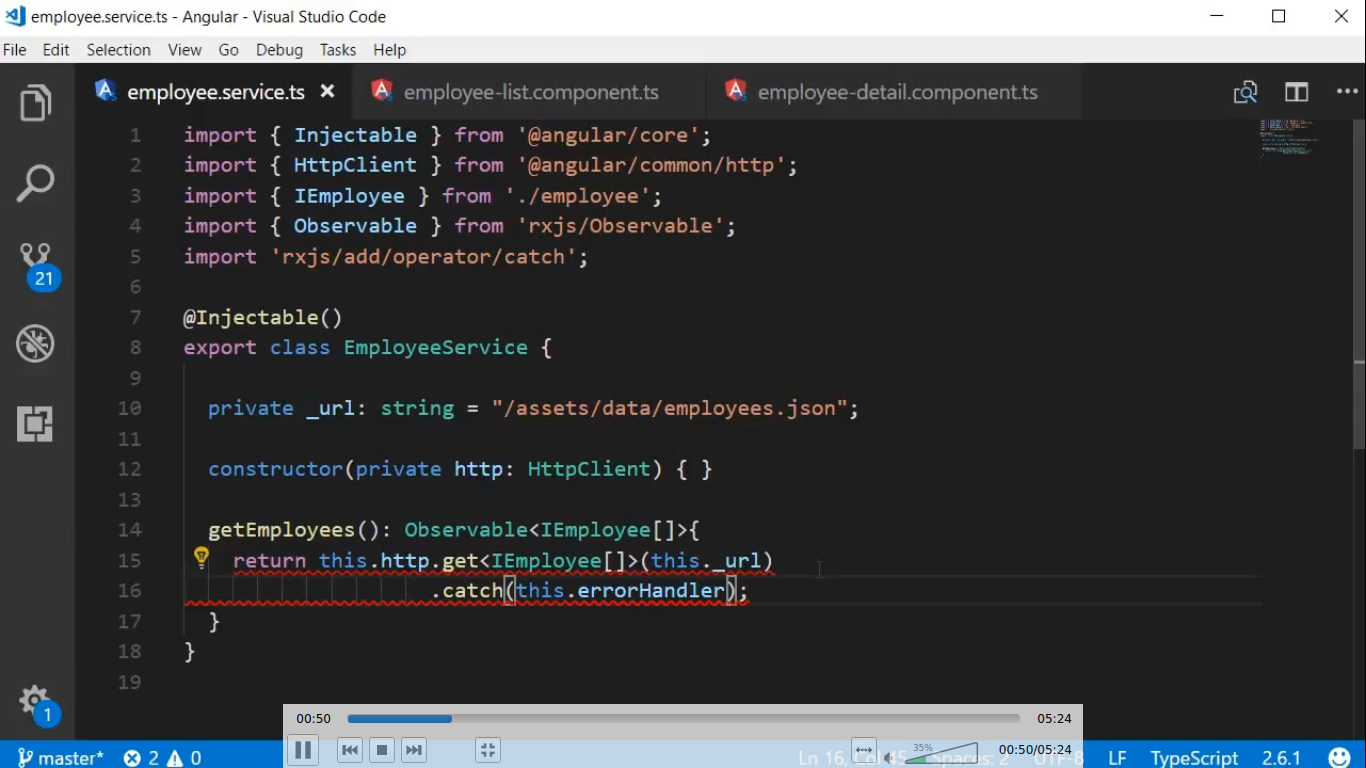 employee.service.ts - Angular - Visual Studio Code
File Edit Selection View Go Debug Tasks Help
employee.service.ts employee-list.component.ts employee-detail.component.ts
1 import { Injectable } from '@angular/core';
2 import { HttpClient } from '@angular/common/http';
3 import { IEmployee } from './employee';
4 import { Observable } from 'rxjs/Observable';
5 import 'rxjs/add/operator/catch';
6
7 @Injectable()
8 export class EmployeeService {
9
10 private _url: string = "/assets/data/employees.json";
11
12 constructor(private http: HttpClient) { }
13
14 getEmployees(): Observable<IEmployee[]>{
15 return this.http.get<IEmployee[]>(this._url)
16 .catch(this.errorHandler);
17 }
18 }
19
21
1
00:50 05:24
35% 00:50/05:24
master* 2 0 Ln 16, Col 45 Spaces: 2 UTF-8 LF TypeScript 2.6.1